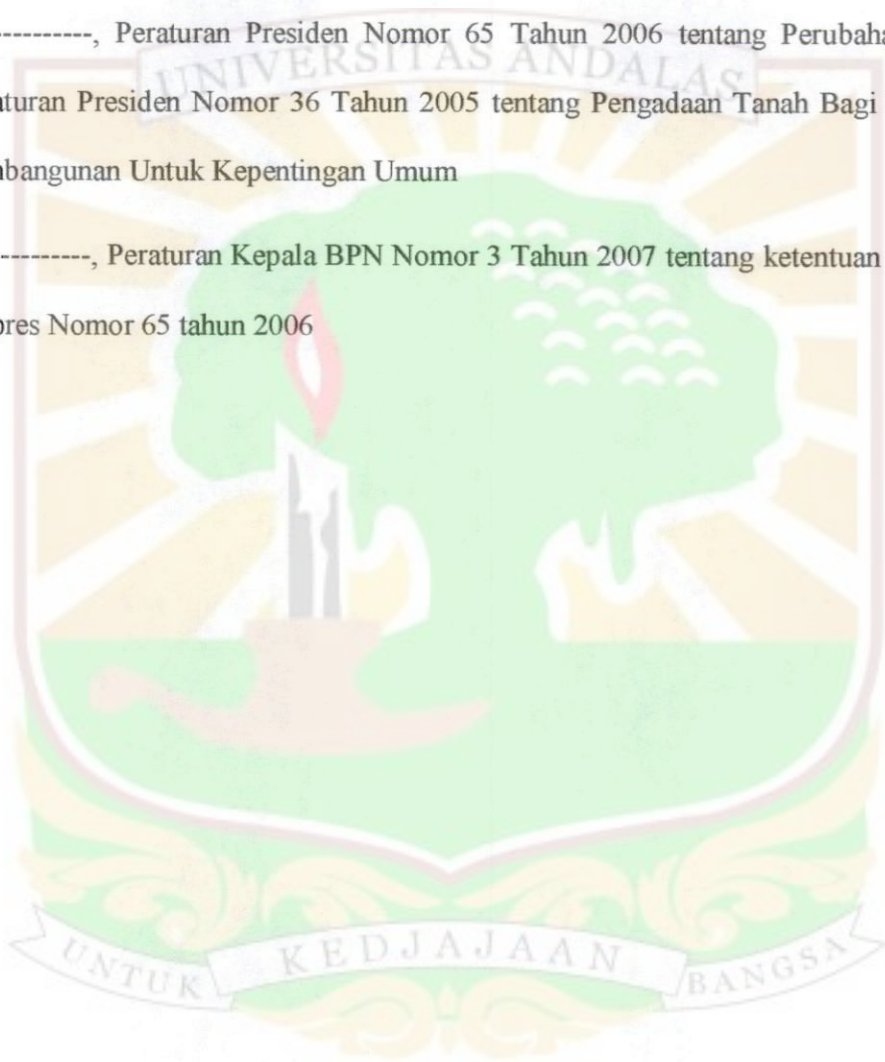 ----------, Peraturan Presiden Nomor 65 Tahun 2006 tentang Perubaha
UNIVERSITAS ANDALAS
aturan Presiden Nomor 36 Tahun 2005 tentang Pengadaan Tanah Bagi
bangunan Untuk Kepentingan Umum
----------, Peraturan Kepala BPN Nomor 3 Tahun 2007 tentang ketentuan
res Nomor 65 tahun 2006
UNTUK KEDJAJAAN BANGSA